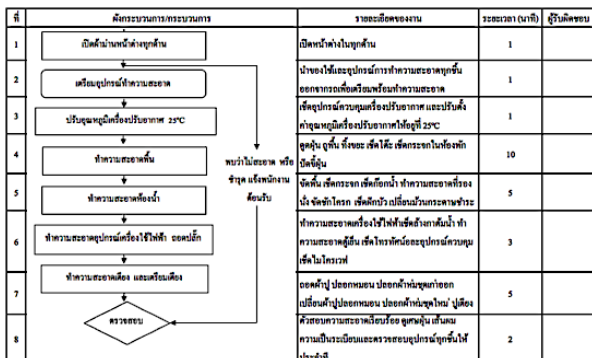 ที่ ผังกระบวนการ/กระบวนการ รายละเอียดของงาน ระยะเวลา (นาที) ผู้รับผิดชอบ
1 เปิดผ้าม่านหน้าต่างทุกด้าน เปิดหน้าต่างในทุกด้าน 1
2 เตรียมอุปกรณ์ทำความสะอาด นำของใช้และอุปกรณ์การทำความสะอาดทุกชิ้น 1
ออกจากรถเพื่อเตรียมพร้อมทำความสะอาด
3 ปรับอุณหภูมิเครื่องปรับอากาศ 25°C เช็ดอุปกรณ์ควบคุมเครื่องปรับอากาศ และปรับตั้ง 1
ค่าอุณหภูมิเครื่องปรับอากาศให้อยู่ที่ 25°C
4 ทำความสะอาดพื้น ดูดฝุ่น ถูพื้น ทิ้งขยะ เช็ดโต๊ะ เช็ดกระจกในห้องพัก 10
ปัดขี้ฝุ่น
พบว่าไม่สะอาด หรือ
ชำรุด แจ้งพนักงาน
ต้อนรับ
5 ทำความสะอาดห้องน้ำ ขัดพื้น เช็ดกระจก เช็ดก๊อกน้ำ ทำความสะอาดที่รอง 5
นั่ง ขัดชักโครก เช็ดฝักบัว เปลี่ยนม้วนกระดาษชำระ
6 ทำความสะอาดอุปกรณ์เครื่องใช้ไฟฟ้า ถอดปลั๊ก ทำความสะอาดเครื่องใช้ไฟฟ้าเช็ดล้างกาต้มน้ำ ทำ 3
ความสะอาดตู้เย็น เช็ดโทรทัศน์และอุปกรณ์ควบคุม
เช็ดไมโครเวฟ
7 ทำความสะอาดเตียง และเตรียมเตียง ถอดผ้าปู ปลอกหมอน ปลอกผ้าห่มชุดเก่าออก 5
เปลี่ยนผ้าปูปลอกหมอน ปลอกผ้าห่มชุดใหม่ ปูเตียง
8 ตรวจสอบ ความสะอาดเรียบร้อย ดูเศษฝุ่น เส้นผม 2
ความเป็นระเบียบและตรวจสอบอุปกรณ์ทุกชิ้นให้